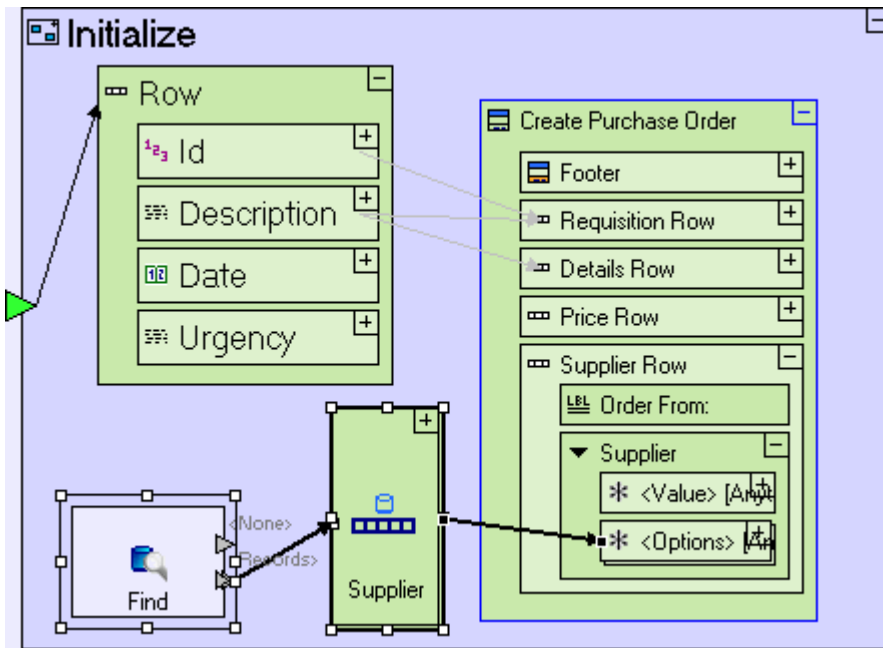 Initialize
Row
Id
Description
Date
Urgency
Create Purchase Order
Footer
Requisition Row
Details Row
Price Row
Supplier Row
LBL Order From:
Supplier
<Value>
<Options>
<None>
Find
Supplier